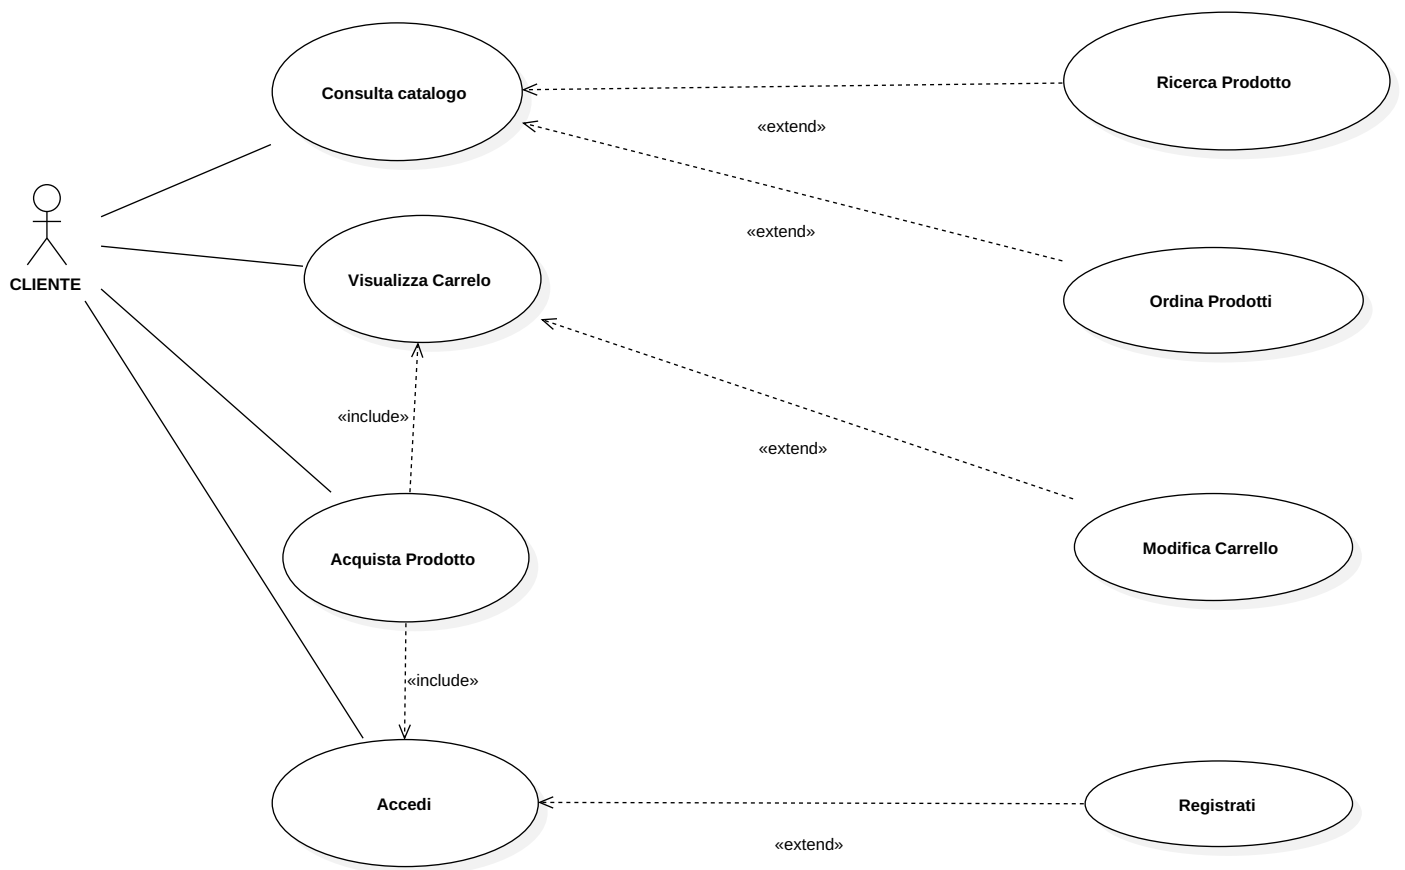 Consulta catalogo
Ricerca Prodotto
«extend»
«extend»
CLIENTE
Visualizza Carrelo
Ordina Prodotti
«include»
«extend»
Acquista Prodotto
Modifica Carrello
«include»
Accedi
Registrati
«extend»